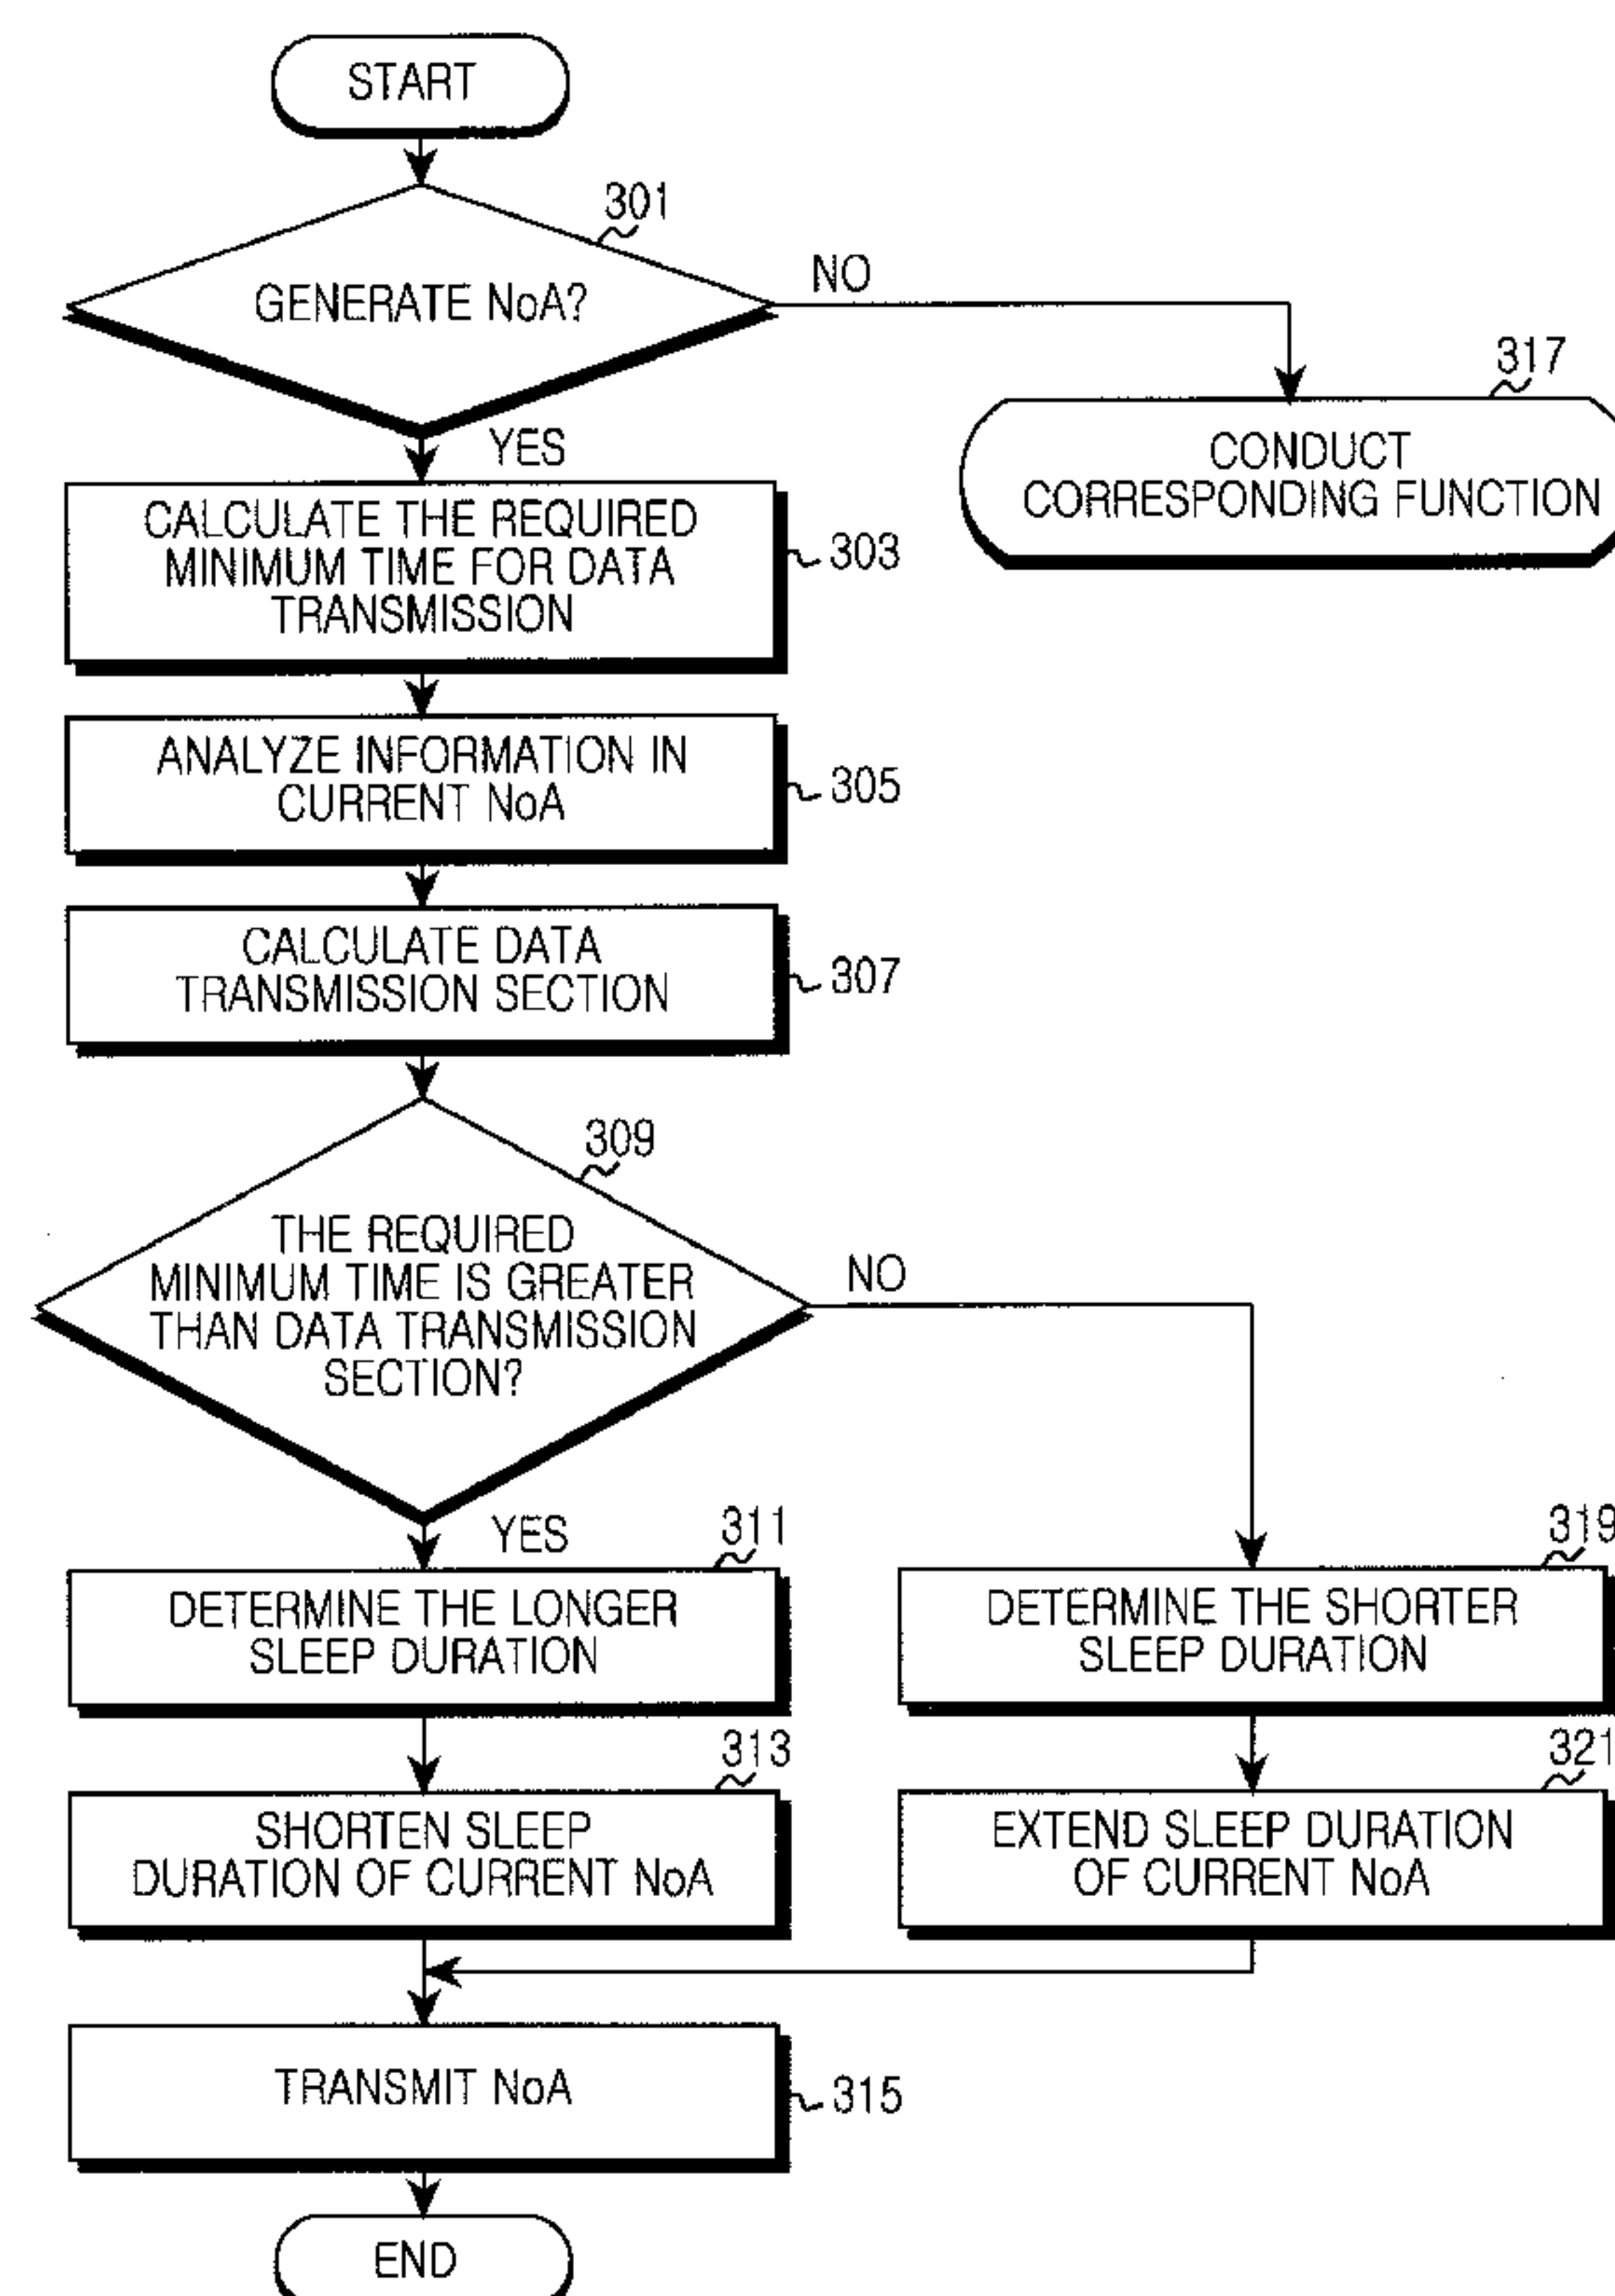 START
301
GENERATE NoA?
NO
317
CONDUCT
CORRESPONDING FUNCTION
YES
CALCULATE THE REQUIRED
MINIMUM TIME FOR DATA
TRANSMISSION
303
ANALYZE INFORMATION IN
CURRENT NoA
305
CALCULATE DATA
TRANSMISSION SECTION
307
309
THE REQUIRED
MINIMUM TIME IS GREATER
THAN DATA TRANSMISSION
SECTION?
NO
YES
311
DETERMINE THE LONGER
SLEEP DURATION
319
DETERMINE THE SHORTER
SLEEP DURATION
313
SHORTEN SLEEP
DURATION OF CURRENT NoA
321
EXTEND SLEEP DURATION
OF CURRENT NoA
TRANSMIT NoA
315
END